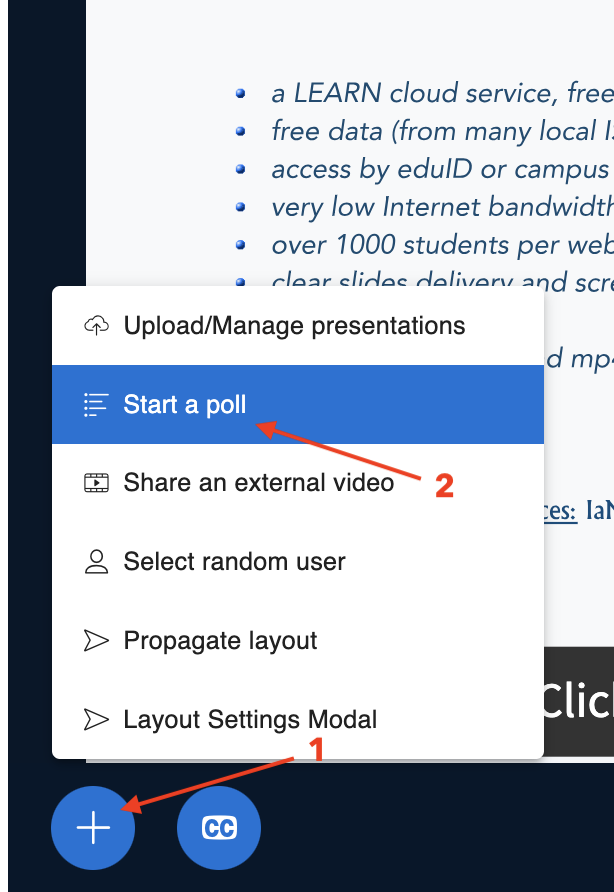 a LEARN cloud service, free
free data (from many local
access by eduID or campus
very low Internet bandwidth
over 1000 students per web
clear slides delivery and scre
Upload/Manage presentations
d mp4
Start a poll
Share an external video
2
ces: IaN
Select random user
Propagate layout
Layout Settings Modal
Click
1
CC